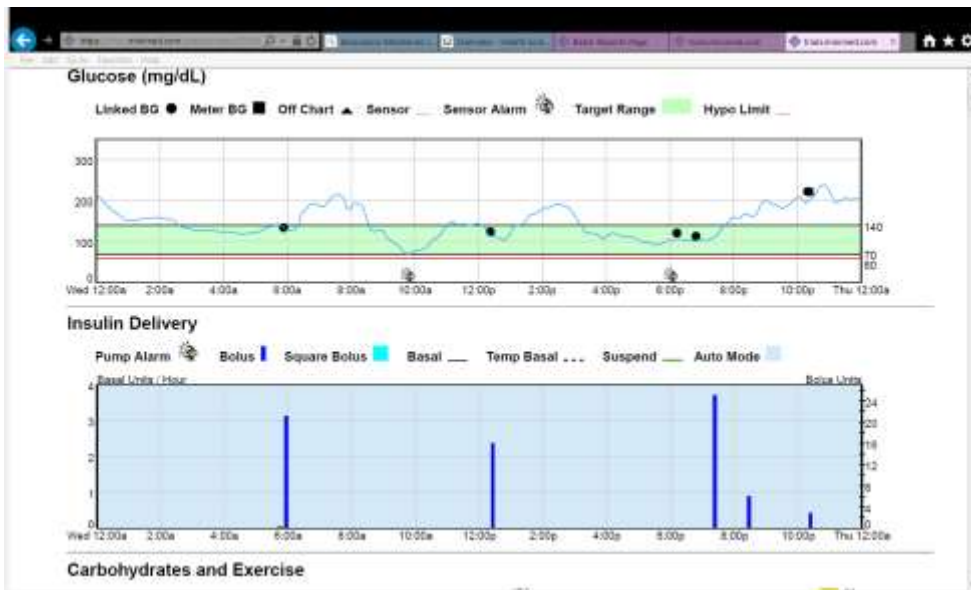 Glucose (mg/dL)
Linked BG Meter BG Off Chart Sensor Sensor Alarm Target Range Hypo Limit
300
200
100
0
140
70
60
Wed 12:00a 2:00a 4:00a 6:00a 8:00a 10:00a 12:00p 2:00p 4:00p 6:00p 8:00p 10:00p Thu 12:00a
Insulin Delivery
Pump Alarm Bolus Square Bolus Basal Temp Basal Suspend Auto Mode
Basal Units / Hour Bolus Units
4
3
2
1
0
24
20
16
12
8
4
0
Wed 12:00a 2:00a 4:00a 6:00a 8:00a 10:00a 12:00p 2:00p 4:00p 6:00p 8:00p 10:00p Thu 12:00a
Carbohydrates and Exercise